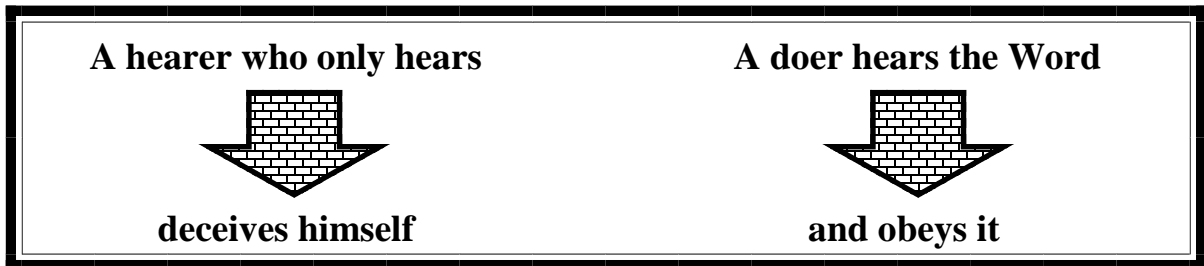 A hearer who only hears
deceives himself
A doer hears the Word
and obeys it